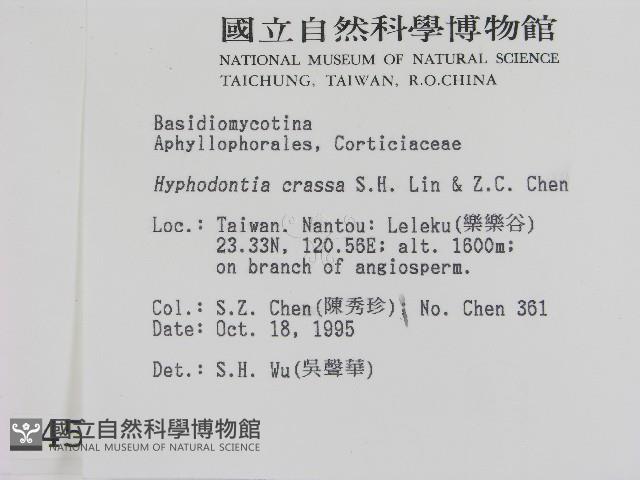 國立自然科學博物館
NATIONAL MUSEUM OF NATURAL SCIENCE
TAICHUNG, TAIWAN, R.O.CHINA
Basidiomycotina
Aphyllophorales, Corticiaceae
Hyphodontia crassa S.H. Lin & Z.C. Chen
Loc.: Taiwan. Nantou: Leleku(樂樂谷)
23.33N, 120.56E; alt. 1600m;
on branch of angiosperm.
Col.: S.Z. Chen(陳秀珍); No. Chen 361
Date: Oct. 18, 1995
Det.: S.H. Wu(吳聲華)
45
國立自然科學博物館
NATIONAL MUSEUM OF NATURAL SCIENCE